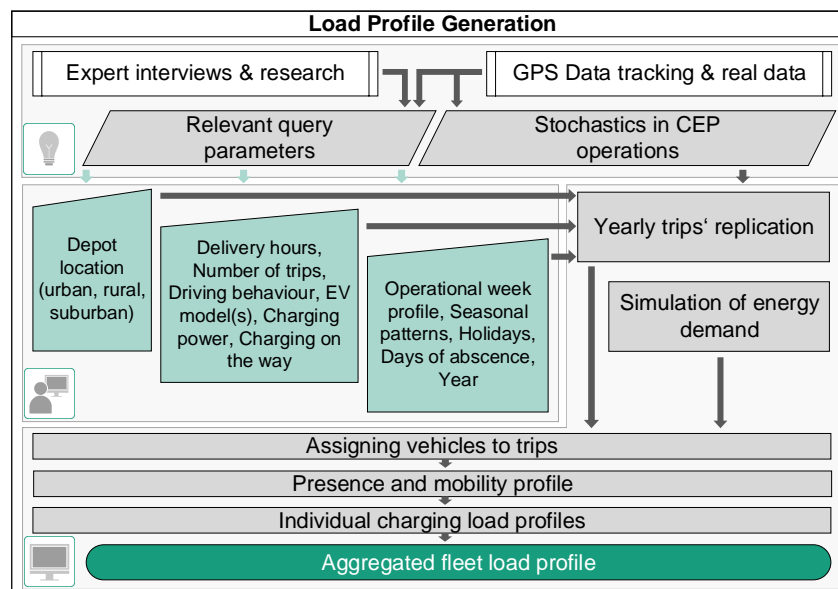 Load Profile Generation
Expert interviews & research
GPS Data tracking & real data
Relevant query
parameters
Stochastics in CEP
operations
Depot
location
(urban, rural,
suburban)
Delivery hours,
Number of trips,
Driving behaviour, EV
model(s), Charging
power, Charging on
the way
Operational week
profile, Seasonal
patterns, Holidays,
Days of abscence,
Year
Yearly trips‘ replication
Simulation of energy
demand
Assigning vehicles to trips
Presence and mobility profile
Individual charging load profiles
Aggregated fleet load profile